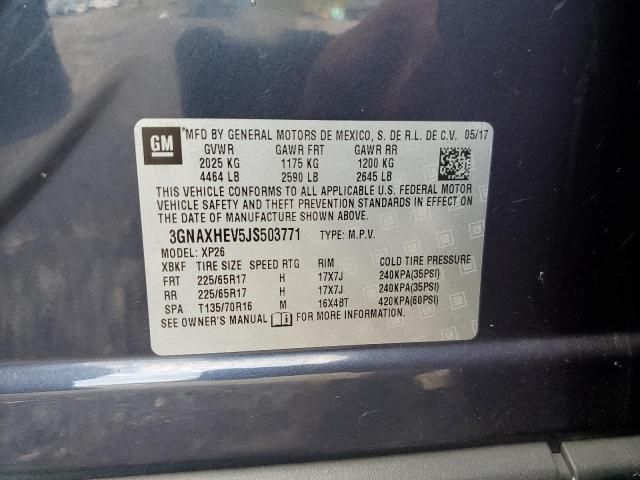 GM
MFD BY GENERAL MOTORS DE MEXICO, S. DE R.L. DE C.V. 05/17
GVWR GAWR FRT GAWR RR
2025 KG 1175 KG 1200 KG
4464 LB 2590 LB 2645 LB
THIS VEHICLE CONFORMS TO ALL APPLICABLE U.S. FEDERAL MOTOR
VEHICLE SAFETY AND THEFT PREVENTION STANDARDS IN EFFECT ON
THE DATE OF MANUFACTURE SHOWN ABOVE.
3GNAXHEV5JS503771 TYPE: M.P.V.
MODEL: XP26
XBKF TIRE SIZE SPEED RTG RIM COLD TIRE PRESSURE
FRT 225/65R17 H 17X7J 240KPA(35PSI)
RR 225/65R17 H 17X7J 240KPA(35PSI)
SPA T135/70R16 M 16X4BT 420KPA(60PSI)
SEE OWNER'S MANUAL FOR MORE INFORMATION.